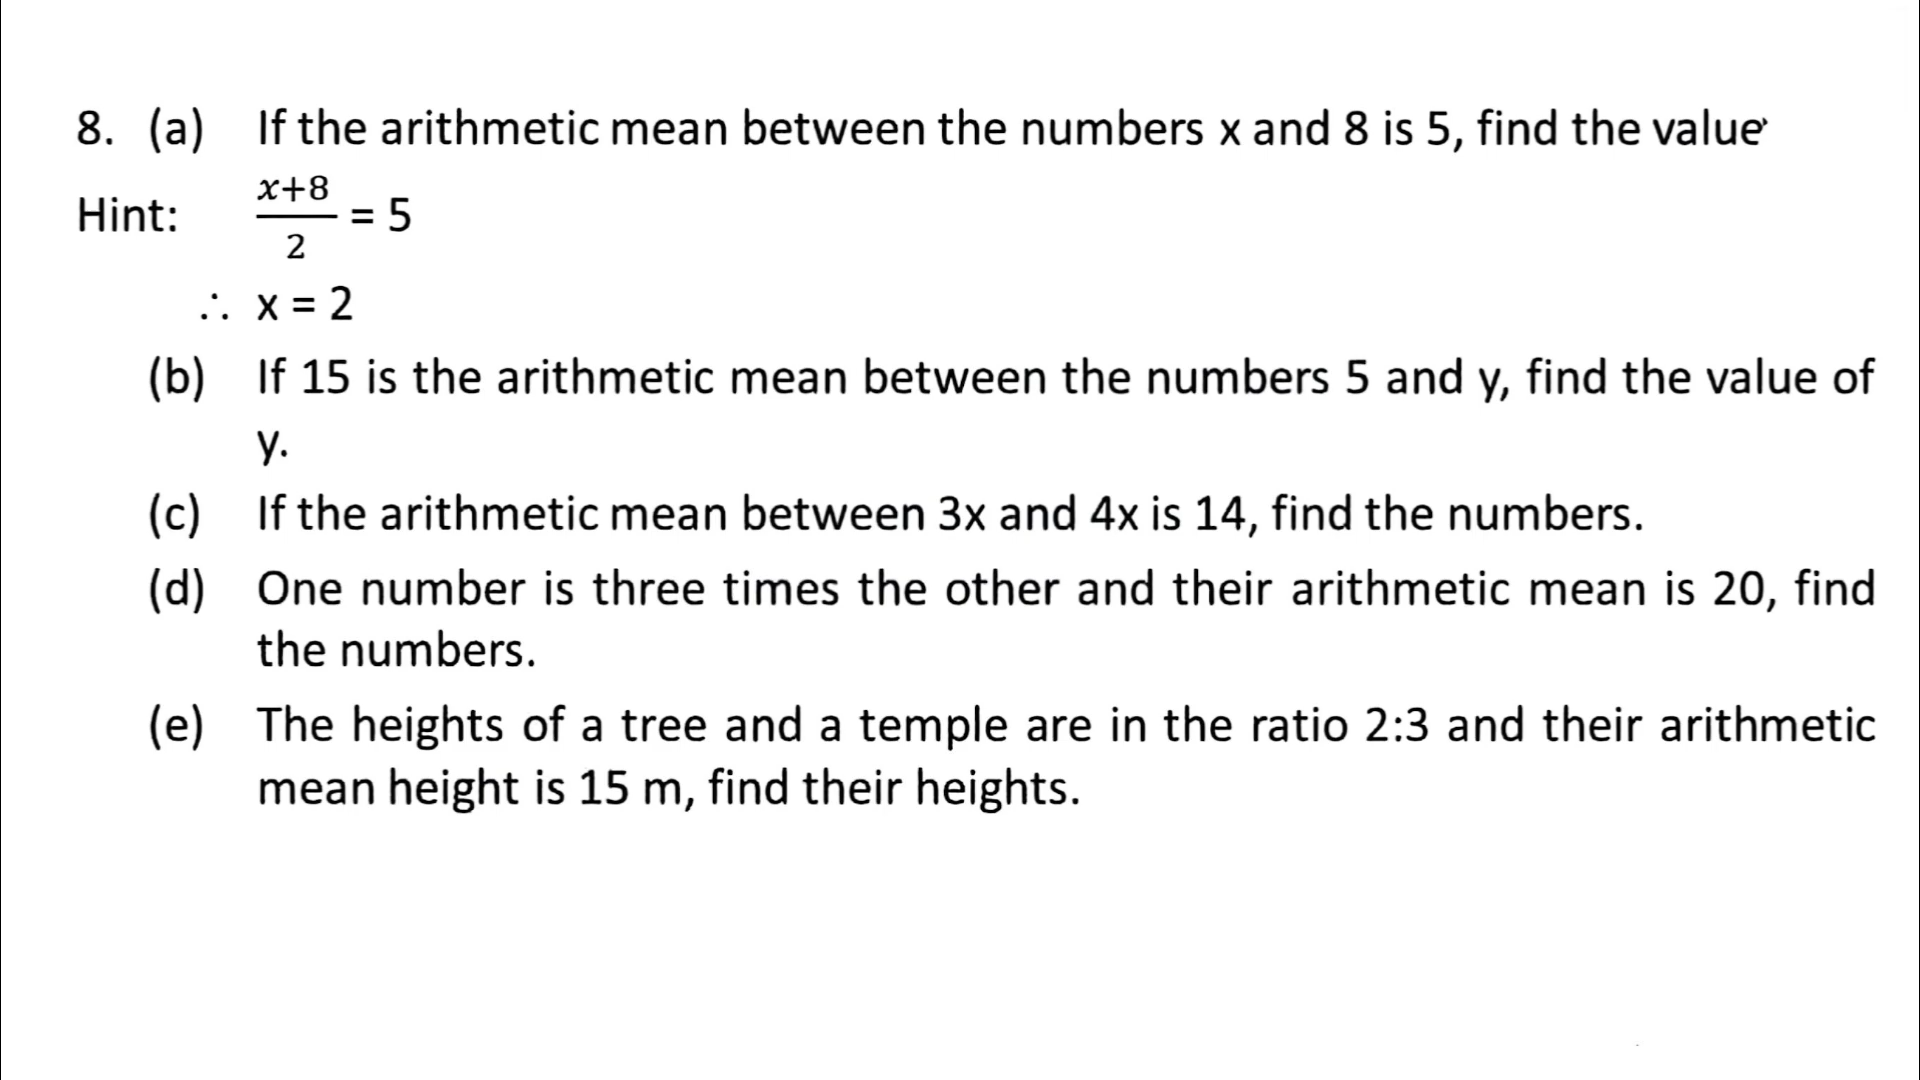 8. (a) If the arithmetic mean between the numbers x and 8 is 5, find the value
Hint: \frac{x+8}{2} = 5
∴ x = 2
(b) If 15 is the arithmetic mean between the numbers 5 and y, find the value of
y.
(c) If the arithmetic mean between 3x and 4x is 14, find the numbers.
(d) One number is three times the other and their arithmetic mean is 20, find
the numbers.
(e) The heights of a tree and a temple are in the ratio 2:3 and their arithmetic
mean height is 15 m, find their heights.